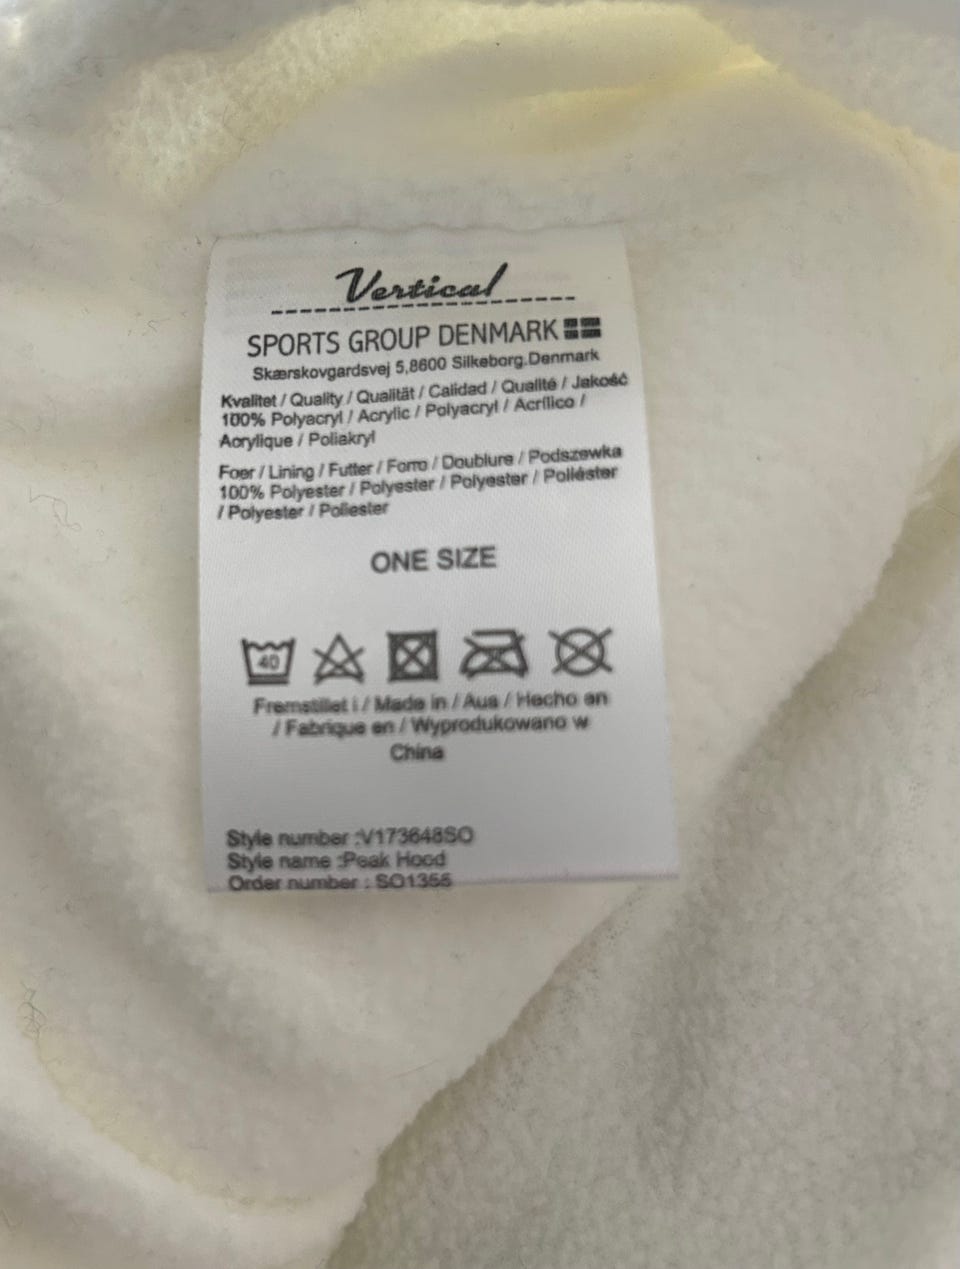 Vertical
SPORTS GROUP DENMARK
Skærskovgardsvej 5,8600 Silkeborg.Denmark
Kvalitet / Quality / Qualität / Calidad / Qualité / Jakość
100% Polyacryl / Acrylic / Polyacryl / Acrílico /
Acrylique / Poliakryl
Foer / Lining / Futter / Forro / Doublure / Podszewka
100% Polyester / Polyester / Polyester / Poliéster
/ Polyester / Poliester
ONE SIZE
40
Fremstillet i / Made in / Aus / Hecho en
/ Fabrique en / Wyprodukowano w
China
Style number :V173648SO
Style name :Peak Hood
Order number : SO1355